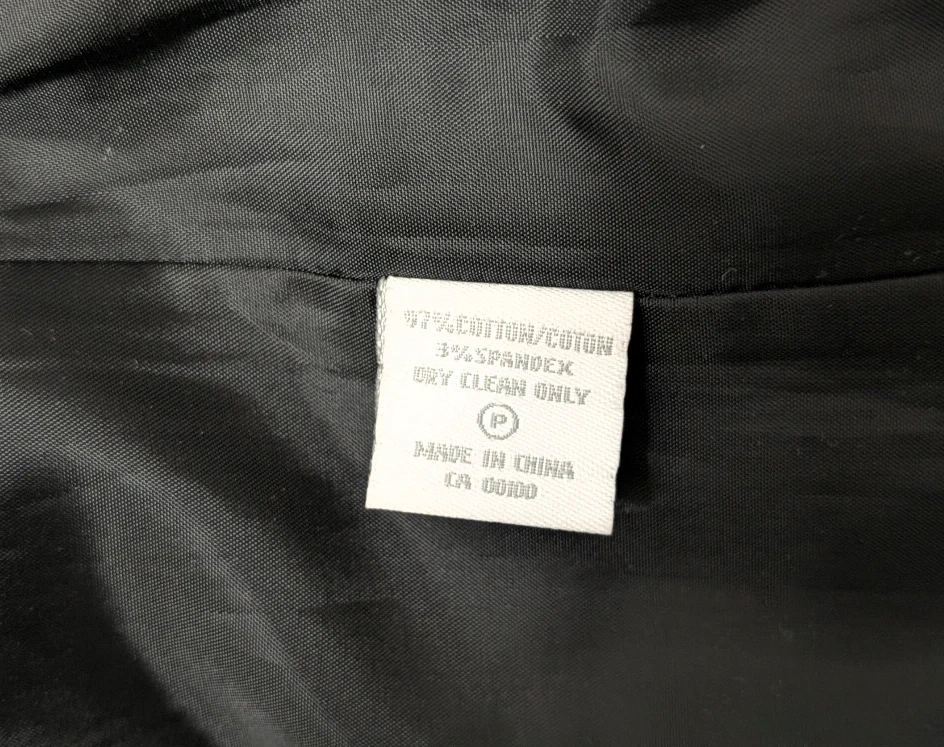 97%COTTON/COTON
3%SPANDEX
DRY CLEAN ONLY
P
MADE IN CHINA
CA 00100